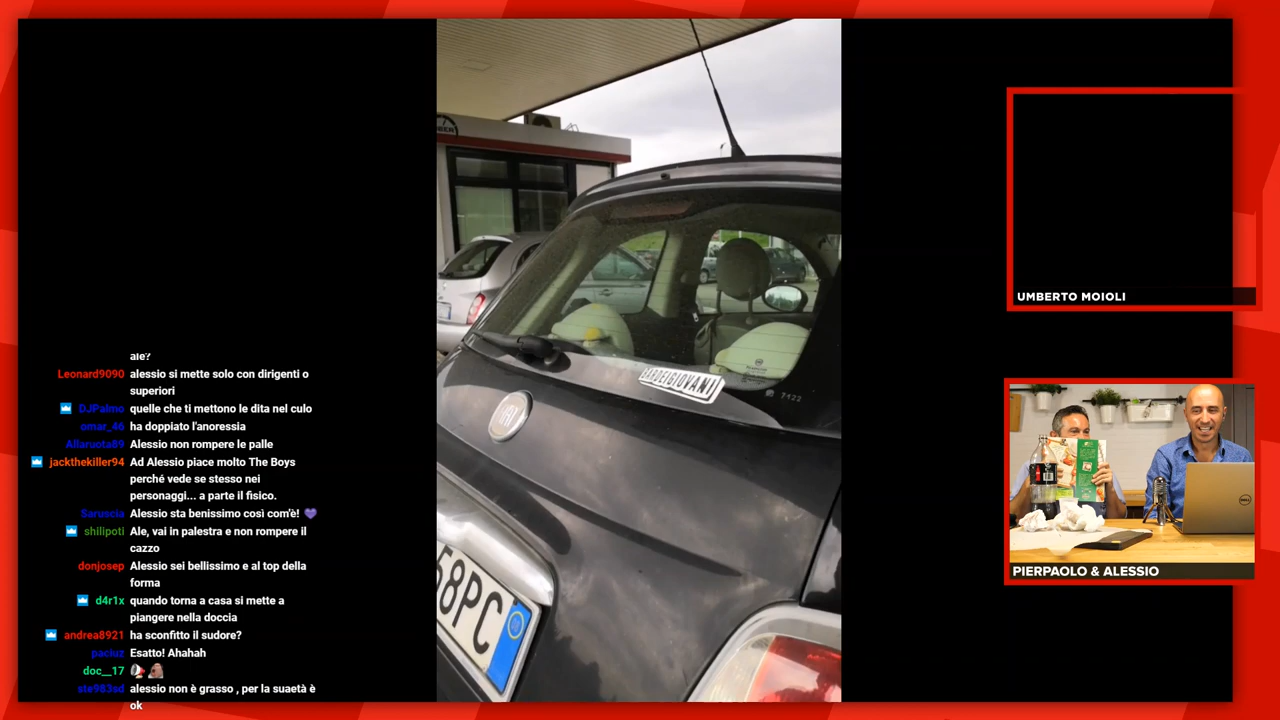 aie?
Leonard9090 alessio si mette solo con dirigenti o
superiori
DJPalmo quelle che ti mettono le dita nel culo
omar_46 ha doppiato l'anoressia
Allaruota89 Alessio non rompere le palle
jackthekiller94 Ad Alessio piace molto The Boys
perché vede se stesso nei
personaggi... a parte il fisico.
Saruscia Alessio sta benissimo così com'è!
shilipoti Ale, vai in palestra e non rompere il
cazzo
donjosep Alessio sei bellissimo e al top della
forma
d4r1x quando torna a casa si mette a
piangere nella doccia
andrea8921 ha sconfitto il sudore?
paciuz Esatto! Ahahah
doc__17
ste983sd alessio non è grasso , per la suaetà è
ok
BARDEIGIOVANI
7122
58PC
UMBERTO MOIOLI
DELL
PIERPAOLO & ALESSIO